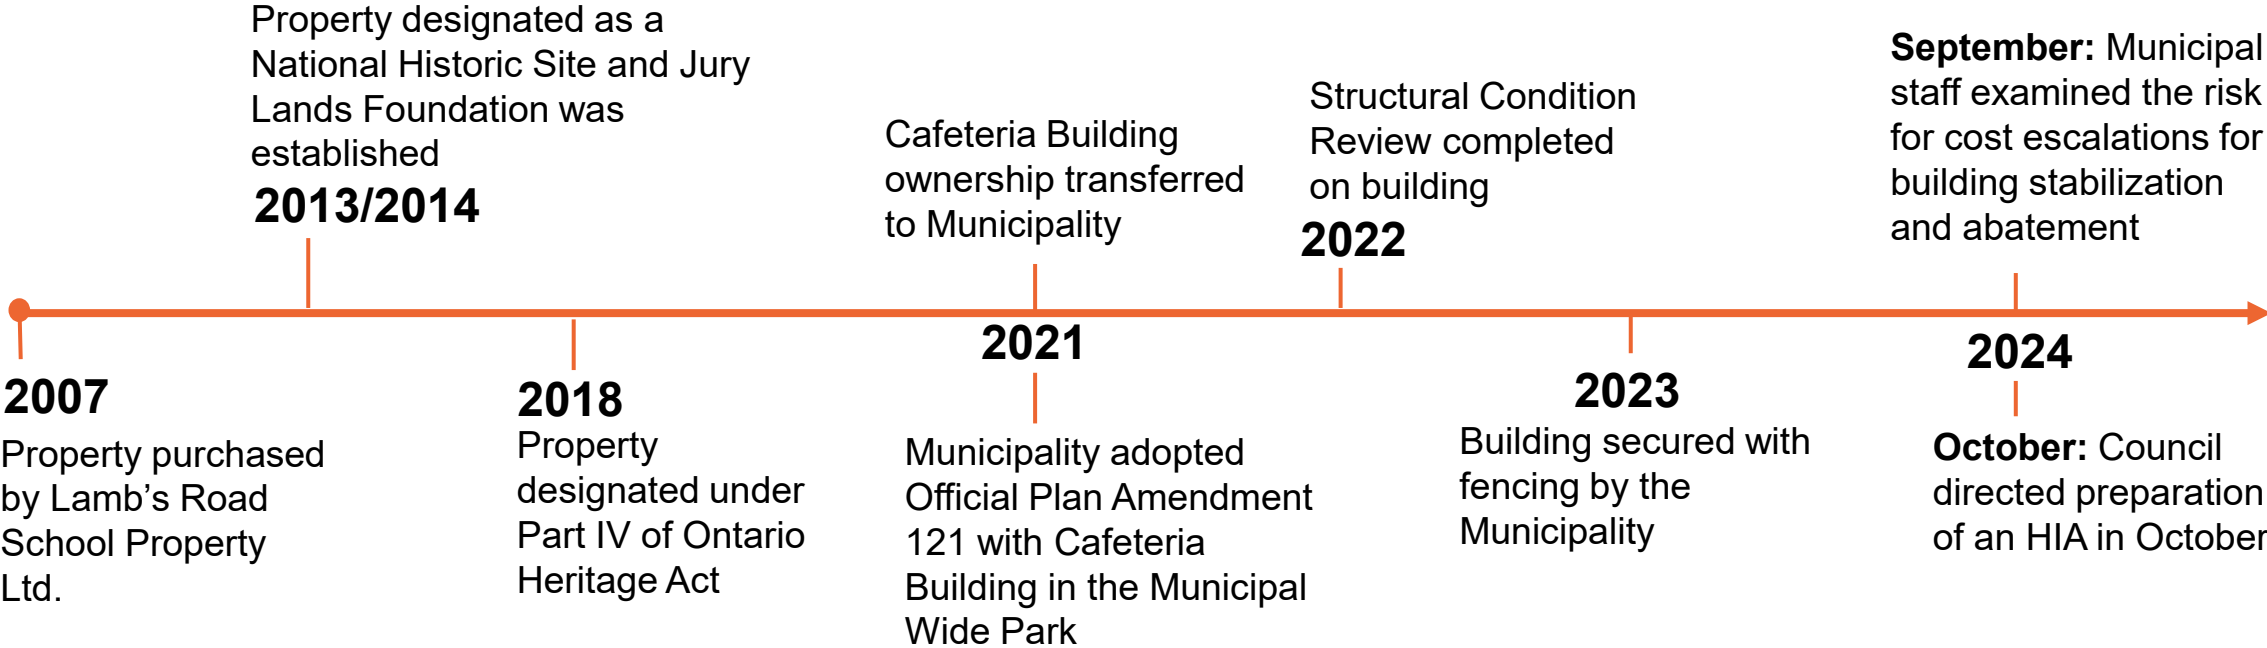 Property designated as a
National Historic Site and Jury
Lands Foundation was
established
2013/2014
2007
Property purchased
by Lamb’s Road
School Property
Ltd.
2018
Property
designated under
Part IV of Ontario
Heritage Act
Cafeteria Building
ownership transferred
to Municipality
2021
Municipality adopted
Official Plan Amendment
121 with Cafeteria
Building in the Municipal
Wide Park
Structural Condition
Review completed
on building
2022
2023
Building secured with
fencing by the
Municipality
September: Municipal
staff examined the risk
for cost escalations for
building stabilization
and abatement
2024
October: Council
directed preparation
of an HIA in October